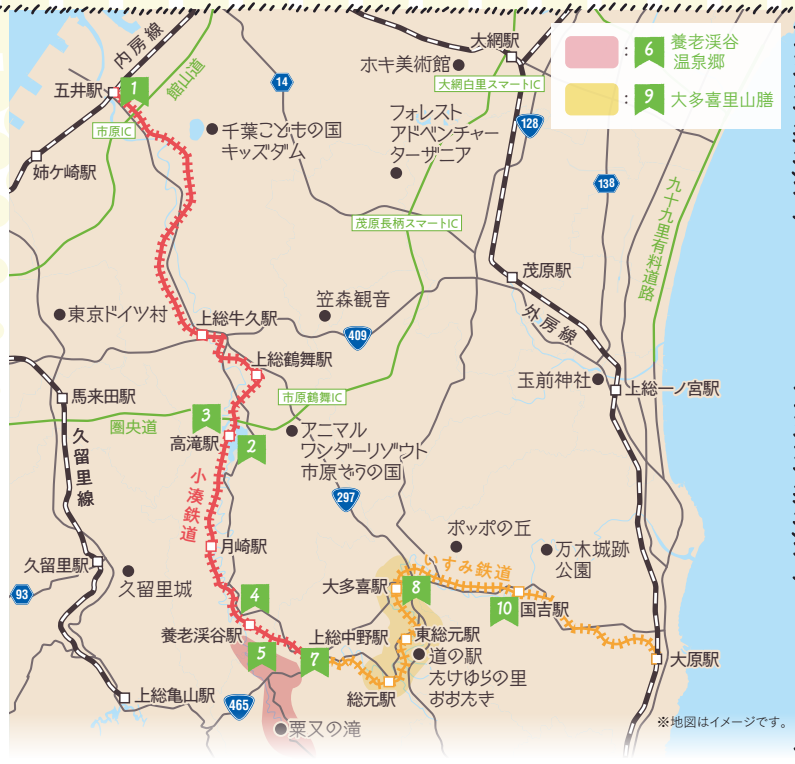 内房線
五井駅
1
館山道
市原IC
姉ケ崎駅
14
千葉こどもの国
キッズダム
ホキ美術館
大網駅
大網白里スマートIC
フォレスト
アドベンチャー
ターザニア
128
: 6 養老渓谷
温泉郷
: 9 大多喜里山膳
138
九十九里有料道路
茂原長柄スマートIC
茂原駅
外房線
東京ドイツ村
笠森観音
上総牛久駅
409
上総鶴舞駅
市原鶴舞IC
玉前神社
上総一ノ宮駅
馬来田駅
圏央道
3
高滝駅
2
アニマル
ワンダーリゾウト
市原ぞうの国
久留里線
小湊鉄道
297
月崎駅
久留里駅
久留里城
93
ポッポの丘
万木城跡
公園
いすみ鉄道
大多喜駅
8
10
国吉駅
4
養老渓谷駅
5
上総中野駅
7
東総元駅
道の駅
たけゆらの里
おおたき
総元駅
大原駅
上総亀山駅
465
粟又の滝
※地図はイメージです。